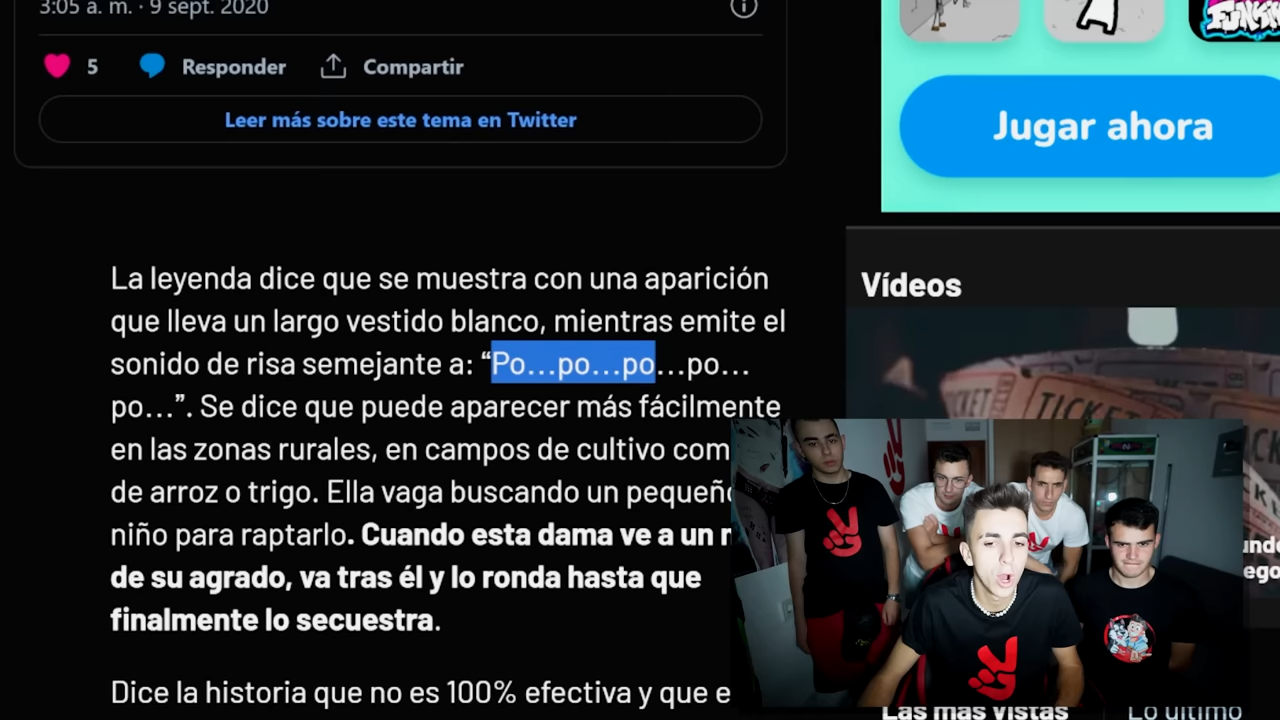 3:05 a. m. · 9 sept. 2020
5
Responder
Compartir
Leer más sobre este tema en Twitter
Jugar ahora
La leyenda dice que se muestra con una aparición
que lleva un largo vestido blanco, mientras emite el
sonido de risa semejante a: “Po…po…po…po…
po…”. Se dice que puede aparecer más fácilmente
en las zonas rurales, en campos de cultivo com
de arroz o trigo. Ella vaga buscando un pequeño
niño para raptarlo. Cuando esta dama ve a un
de su agrado, va tras él y lo ronda hasta que
finalmente lo secuestra.
Dice la historia que no es 100% efectiva y que e
Vídeos
TICKET
Las más vistas
Lo último